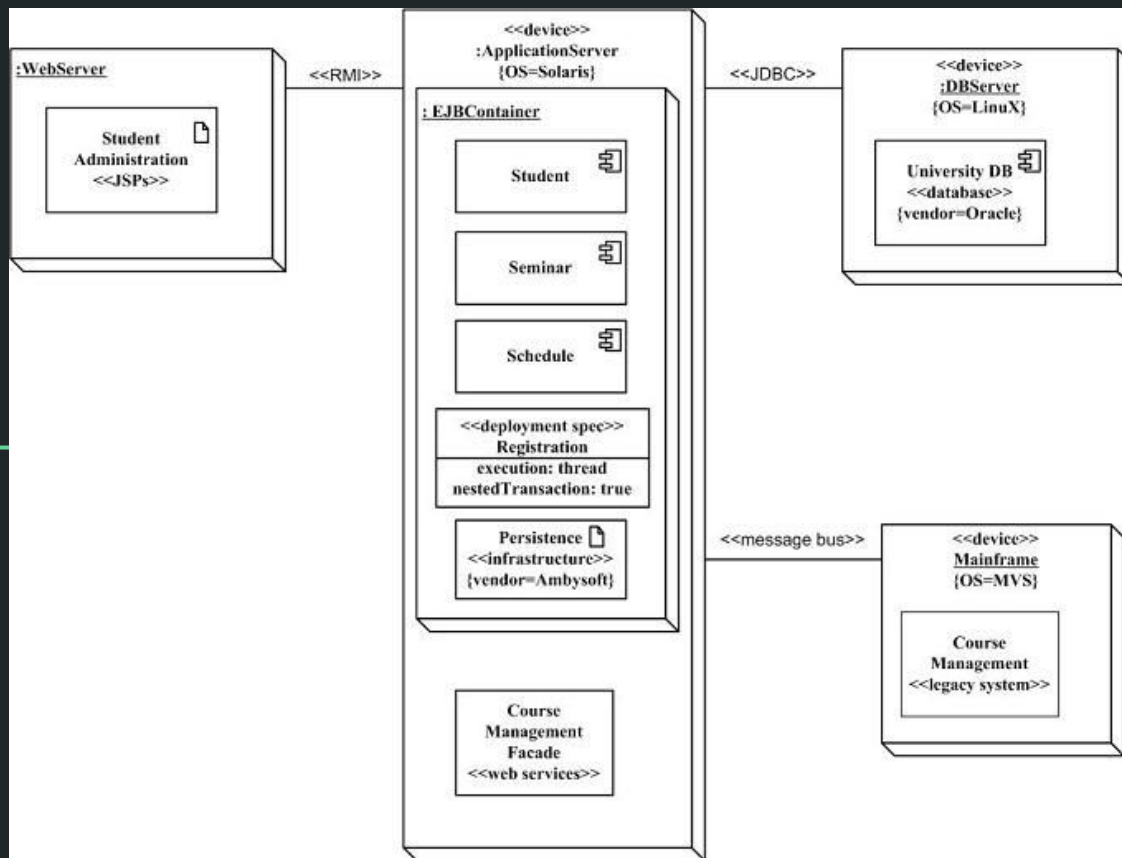 :WebServer
Student
Administration
<<JSPs>>
<<RMI>>
<<device>>
:ApplicationServer
{OS=Solaris}
: EJBContainer
Student
Seminar
Schedule
<<deployment spec>>
Registration
execution: thread
nestedTransaction: true
Persistence
<<infrastructure>>
{vendor=Ambysoft}
Course
Management
Facade
<<web services>>
<<JDBC>>
<<device>>
:DBServer
{OS=LinuX}
University DB
<<database>>
{vendor=Oracle}
<<message bus>>
<<device>>
Mainframe
{OS=MVS}
Course
Management
<<legacy system>>